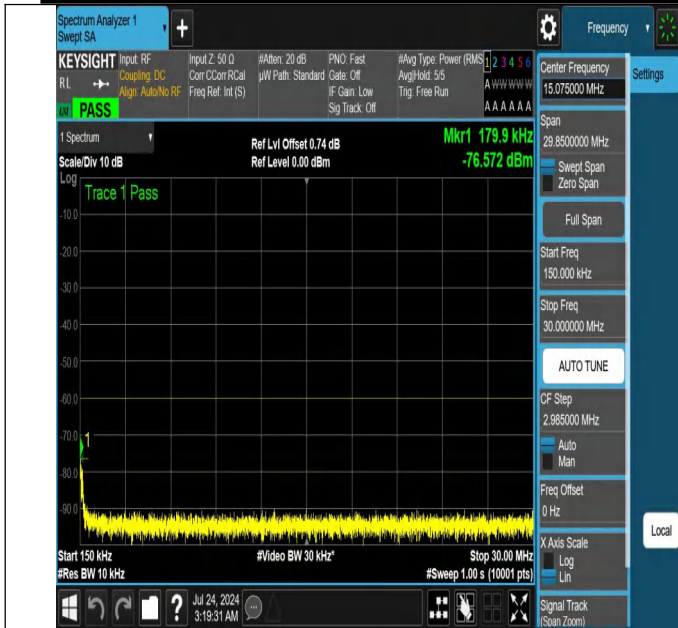 Spectrum Analyzer 1
Swept SA
+
Frequency
KEYSIGHT
RL
PASS
Input: RF
Coupling: DC
Align: Auto/No RF
Input Z: 50 Ω
Corr CCorr RCal
Freq Ref: Int (S)
#Atten: 20 dB
µW Path: Standard
PNO: Fast
Gate: Off
IF Gain: Low
Sig Track: Off
#Avg Type: Power (RMS
Avg|Hold: 5/5
Trig: Free Run
1 2 3 4 5 6
A W W W W W
A A A A A A
1 Spectrum
Scale/Div 10 dB
Ref Lvl Offset 0.74 dB
Ref Level 0.00 dBm
Mkr1 179.9 kHz
-76.572 dBm
Log
Trace 1 Pass
-10.0
-20.0
-30.0
-40.0
-50.0
-60.0
-70.0
1
-80.0
-90.0
Start 150 kHz
#Res BW 10 kHz
#Video BW 30 kHz*
Stop 30.00 MHz
#Sweep 1.00 s (10001 pts)
?
Jul 24, 2024
3:19:31 AM
Center Frequency
15.075000 MHz
Settings
Span
29.8500000 MHz
Swept Span
Zero Span
Full Span
Start Freq
150.000 kHz
Stop Freq
30.000000 MHz
AUTO TUNE
CF Step
2.985000 MHz
Auto
Man
Freq Offset
0 Hz
Local
X Axis Scale
Log
Lin
Signal Track
(Span Zoom)